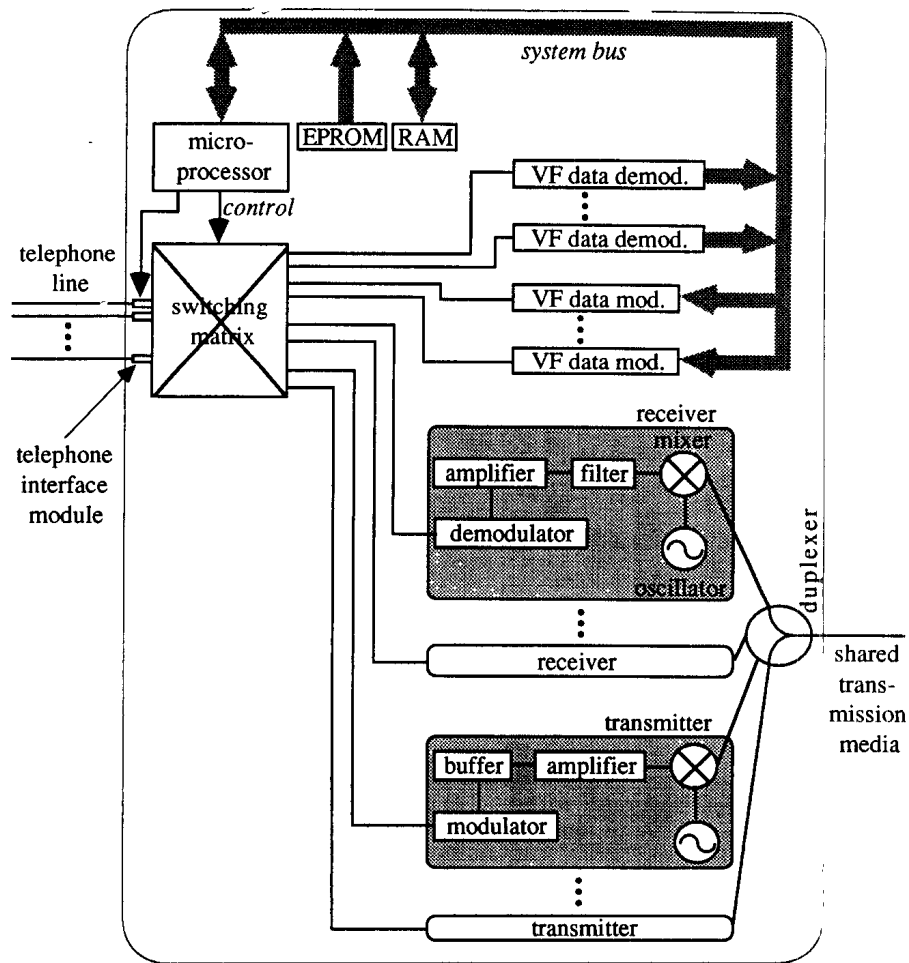 system bus
micro-
processor
EPROM
RAM
control
VF data demod.
VF data demod.
VF data mod.
VF data mod.
telephone
line
switching
matrix
telephone
interface
module
receiver
mixer
amplifier
filter
demodulator
oscillator
duplexer
receiver
shared
trans-
mission
media
transmitter
buffer
amplifier
modulator
transmitter